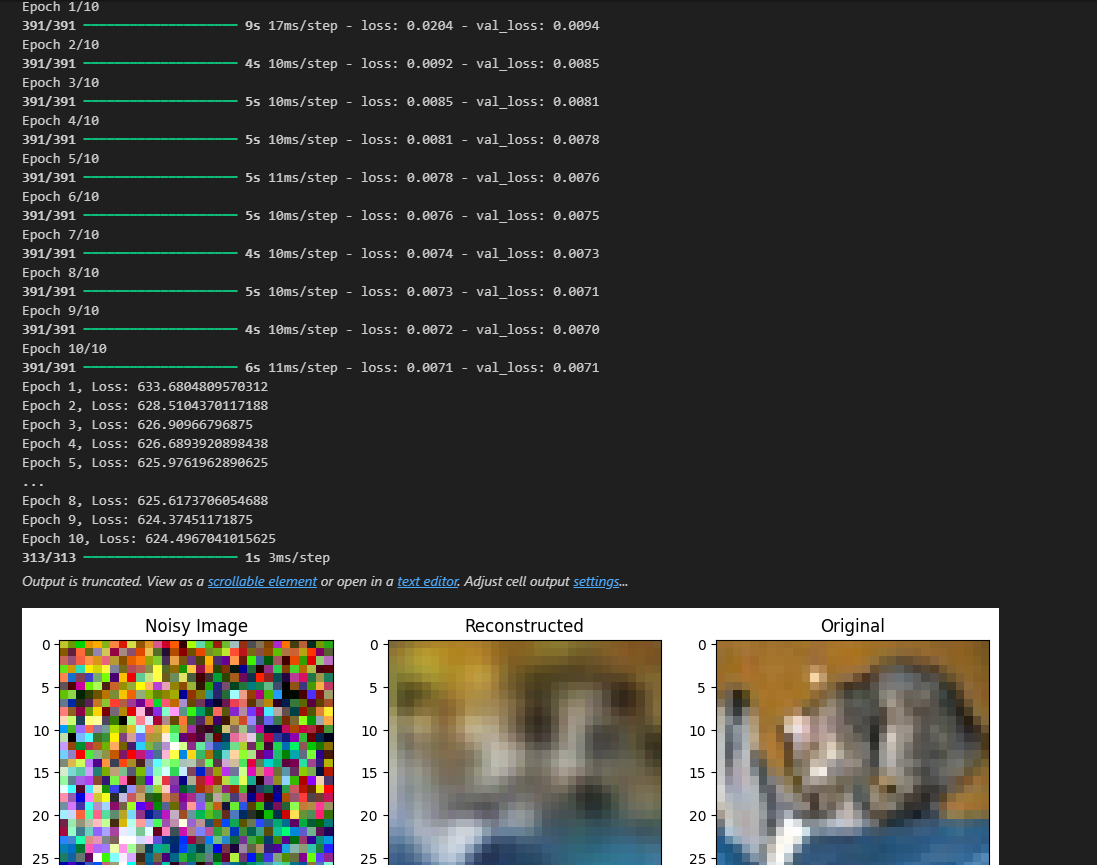 Epoch 1/10
391/391 ━━━━━━━━━━━━━━━━━━━━ 9s 17ms/step - loss: 0.0204 - val_loss: 0.0094
Epoch 2/10
391/391 ━━━━━━━━━━━━━━━━━━━━ 4s 10ms/step - loss: 0.0092 - val_loss: 0.0085
Epoch 3/10
391/391 ━━━━━━━━━━━━━━━━━━━━ 5s 10ms/step - loss: 0.0085 - val_loss: 0.0081
Epoch 4/10
391/391 ━━━━━━━━━━━━━━━━━━━━ 5s 10ms/step - loss: 0.0081 - val_loss: 0.0078
Epoch 5/10
391/391 ━━━━━━━━━━━━━━━━━━━━ 5s 11ms/step - loss: 0.0078 - val_loss: 0.0076
Epoch 6/10
391/391 ━━━━━━━━━━━━━━━━━━━━ 5s 10ms/step - loss: 0.0076 - val_loss: 0.0075
Epoch 7/10
391/391 ━━━━━━━━━━━━━━━━━━━━ 4s 10ms/step - loss: 0.0074 - val_loss: 0.0073
Epoch 8/10
391/391 ━━━━━━━━━━━━━━━━━━━━ 5s 10ms/step - loss: 0.0073 - val_loss: 0.0071
Epoch 9/10
391/391 ━━━━━━━━━━━━━━━━━━━━ 4s 10ms/step - loss: 0.0072 - val_loss: 0.0070
Epoch 10/10
391/391 ━━━━━━━━━━━━━━━━━━━━ 6s 11ms/step - loss: 0.0071 - val_loss: 0.0071
Epoch 1, Loss: 633.6804809570312
Epoch 2, Loss: 628.5104370117188
Epoch 3, Loss: 626.90966796875
Epoch 4, Loss: 626.6893920898438
Epoch 5, Loss: 625.9761962890625
...
Epoch 8, Loss: 625.6173706054688
Epoch 9, Loss: 624.37451171875
Epoch 10, Loss: 624.4967041015625
313/313 ━━━━━━━━━━━━━━━━━━━━ 1s 3ms/step
Output is truncated. View as a scrollable element or open in a text editor. Adjust cell output settings...
Noisy Image Reconstructed Original
0 0 0
5 5 5
10 10 10
15 15 15
20 20 20
25 25 25